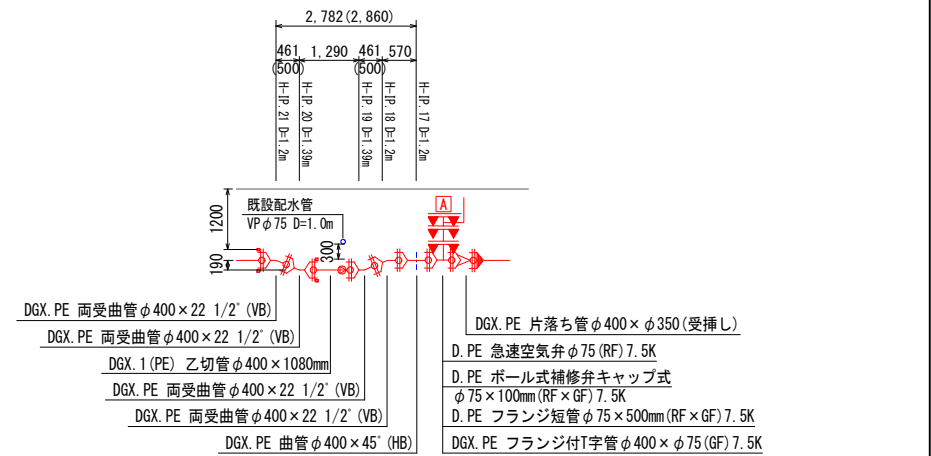 2,782(2,860)
461 1,290 461 570
(500) (500)
H-IP.21 D=1.2m
H-IP.20 D=1.39m
H-IP.19 D=1.39m
H-IP.18 D=1.2m
H-IP.17 D=1.2m
1200
190
既設配水管
VPφ75 D=1.0m
300
A
DGX.PE 両受曲管φ400×22 1/2°(VB)
DGX.PE 両受曲管φ400×22 1/2°(VB)
DGX.1(PE) 乙切管φ400×1080mm
DGX.PE 両受曲管φ400×22 1/2°(VB)
DGX.PE 両受曲管φ400×22 1/2°(VB)
DGX.PE 曲管φ400×45°(HB)
DGX.PE 片落ち管φ400×φ350(受挿し)
D.PE 急速空気弁φ75(RF)7.5K
D.PE ボール式補修弁キャップ式
φ75×100mm(RF×GF)7.5K
D.PE フランジ短管φ75×500mm(RF×GF)7.5K
DGX.PE フランジ付T字管φ400×φ75(GF)7.5K